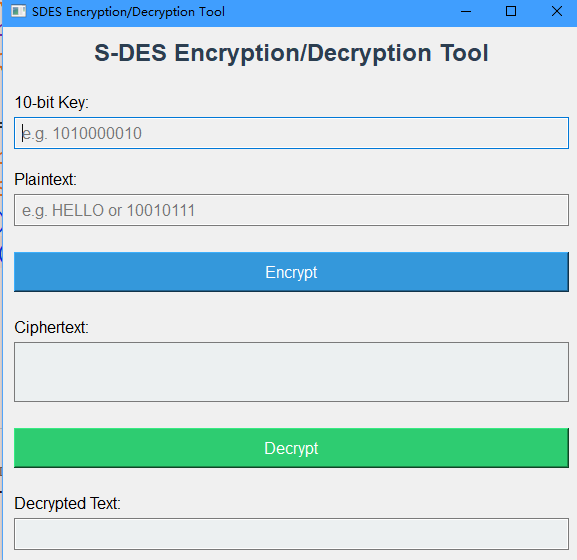 SDES Encryption/Decryption Tool
S-DES Encryption/Decryption Tool
10-bit Key:
e.g. 1010000010
Plaintext:
e.g. HELLO or 10010111
Encrypt
Ciphertext:
Decrypt
Decrypted Text: